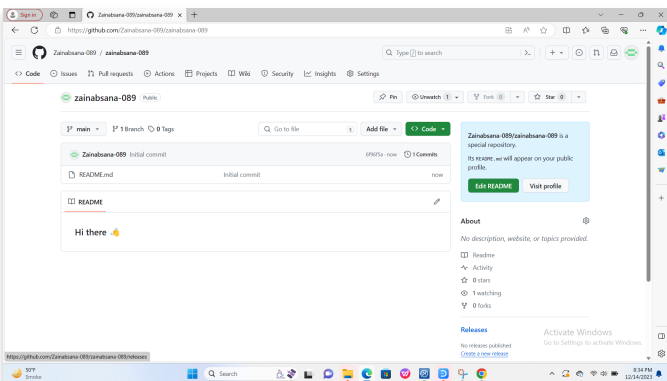 Sign in
Zainabsana-089/zainabsana-089
https://github.com/Zainabsana-089/zainabsana-089
Zainabsana-089 / zainabsana-089
Type / to search
Code Issues Pull requests Actions Projects Wiki Security Insights Settings
zainabsana-089 Public
Pin Unwatch 1 Fork 0 Star 0
main 1 Branch 0 Tags Go to file t Add file Code
Zainabsana-089 Initial commit 6f96f5a · now 1 Commits
README.md Initial commit now
README
Hi there 👋
Zainabsana-089/zainabsana-089 is a
special repository.
Its README.md will appear on your public
profile.
Edit README Visit profile
About
No description, website, or topics provided.
Readme
Activity
0 stars
1 watching
0 forks
Releases
No releases published
Create a new release
Activate Windows
Go to Settings to activate Windows.
https://github.com/Zainabsana-089/zainabsana-089/releases
50°F
Smoke
Search
8:34 PM
12/14/2023